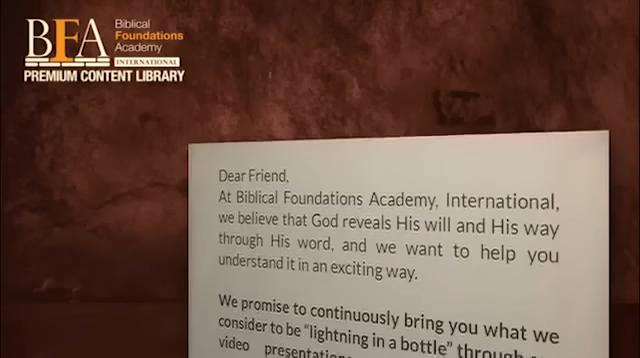 BFA
Biblical
Foundations
Academy
INTERNATIONAL
PREMIUM CONTENT LIBRARY
Dear Friend,
At Biblical Foundations Academy, International,
we believe that God reveals His will and His way
through His word, and we want to help you
understand it in an exciting way.
We promise to continuously bring you what we
consider to be "lightning in a bottle" through
video